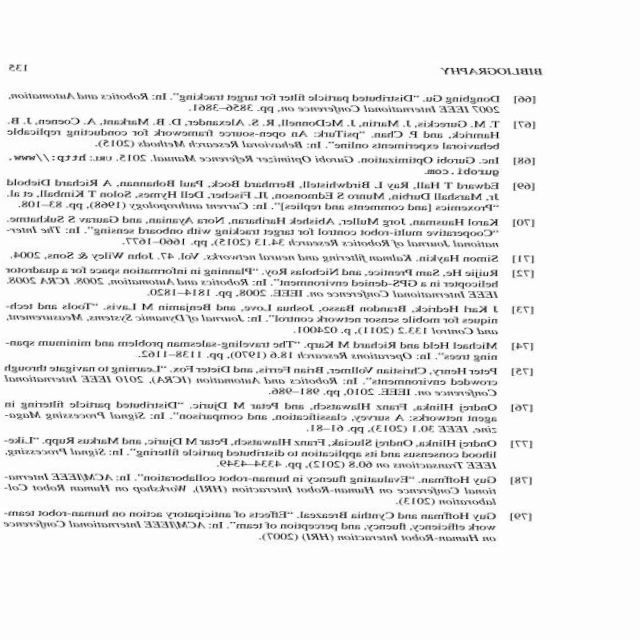 BIBLIOGRAPHY 135
[66] Dongbing Gu. “Distributed particle filter for target tracking”. In: Robotics and Automation,
2007 IEEE International Conference on, pp. 3856–3861.
[67] T. M. Gureckis, J. Martin, J. McDonnell, R. S. Alexander, D. B. Markant, A. Coenen, J. B.
Hamrick, and P. Chan. “psiTurk: An open-source framework for conducting replicable
behavioral experiments online”. In: Behavioral Research Methods (2015).
[68] Inc. Gurobi Optimization. Gurobi Optimizer Reference Manual. 2015. URL: http://www.
gurobi.com.
[69] Edward T Hall, Ray L Birdwhistell, Bernhard Bock, Paul Bohannan, A Richard Diebold
Jr, Marshall Durbin, Munro S Edmonson, JL Fischer, Dell Hymes, Solon T Kimball, et al.
“Proxemics [and comments and replies]”. In: Current anthropology (1968), pp. 83–108.
[70] Karol Hausman, Jorg Muller, Abishek Hariharan, Nora Ayanian, and Gaurav S Sukhatme.
“Cooperative multi-robot control for target tracking with onboard sensing”. In: The Inter-
national Journal of Robotics Research 34.13 (2015), pp. 1660–1677.
[71] Simon Haykin. Kalman filtering and neural networks. Vol. 47. John Wiley & Sons, 2004.
[72] Ruijie He, Sam Prentice, and Nicholas Roy. “Planning in information space for a quadrotor
helicopter in a GPS-denied environment”. In: Robotics and Automation, 2008. ICRA 2008.
IEEE International Conference on. IEEE. 2008, pp. 1814–1820.
[73] J Karl Hedrick, Brandon Basso, Joshua Love, and Benjamin M Lavis. “Tools and tech-
niques for mobile sensor network control”. In: Journal of Dynamic Systems, Measurement,
and Control 133.2 (2011), p. 024001.
[74] Michael Held and Richard M Karp. “The traveling-salesman problem and minimum span-
ning trees”. In: Operations Research 18.6 (1970), pp. 1138–1162.
[75] Peter Henry, Christian Vollmer, Brian Ferris, and Dieter Fox. “Learning to navigate through
crowded environments”. In: Robotics and Automation (ICRA), 2010 IEEE International
Conference on. IEEE. 2010, pp. 981–986.
[76] Ondrej Hlinka, Franz Hlawatsch, and Petar M Djuric. “Distributed particle filtering in
agent networks: A survey, classification, and comparison”. In: Signal Processing Maga-
zine, IEEE 30.1 (2013), pp. 61–81.
[77] Ondrej Hlinka, Ondrej Sluciak, Franz Hlawatsch, Petar M Djuric, and Markus Rupp. “Like-
lihood consensus and its application to distributed particle filtering”. In: Signal Processing,
IEEE Transactions on 60.8 (2012), pp. 4334–4349.
[78] Guy Hoffman. “Evaluating fluency in human-robot collaboration”. In: ACM/IEEE Interna-
tional Conference on Human-Robot Interaction (HRI), Workshop on Human Robot Col-
laboration (2013).
[79] Guy Hoffman and Cynthia Breazeal. “Effects of anticipatory action on human-robot team-
work efficiency, fluency, and perception of team”. In: ACM/IEEE International Conference
on Human-Robot Interaction (HRI) (2007).